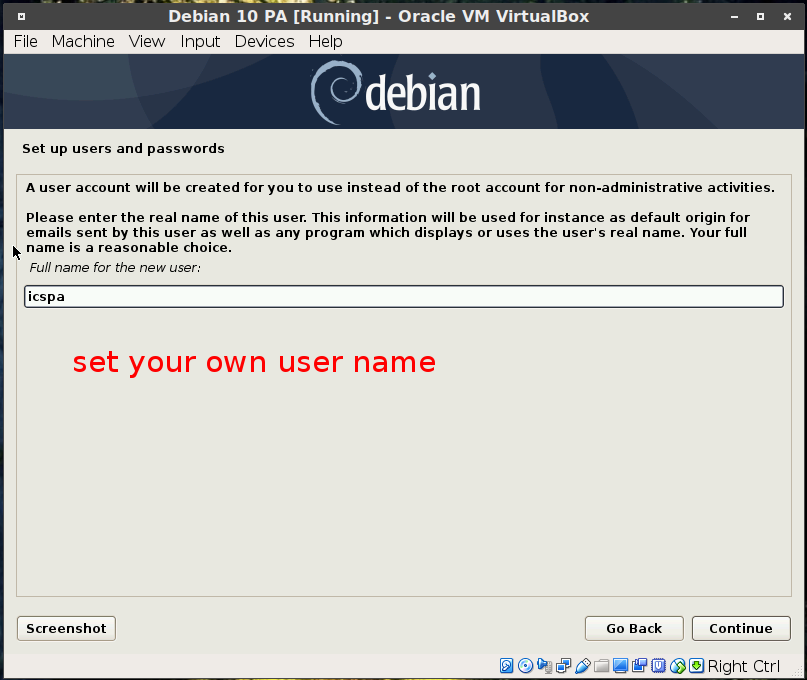 Debian 10 PA [Running] - Oracle VM VirtualBox
File Machine View Input Devices Help
debian
Set up users and passwords
A user account will be created for you to use instead of the root account for non-administrative activities.
Please enter the real name of this user. This information will be used for instance as default origin for
emails sent by this user as well as any program which displays or uses the user's real name. Your full
name is a reasonable choice.
Full name for the new user:
icspa
set your own user name
Screenshot
Go Back
Continue
Right Ctrl